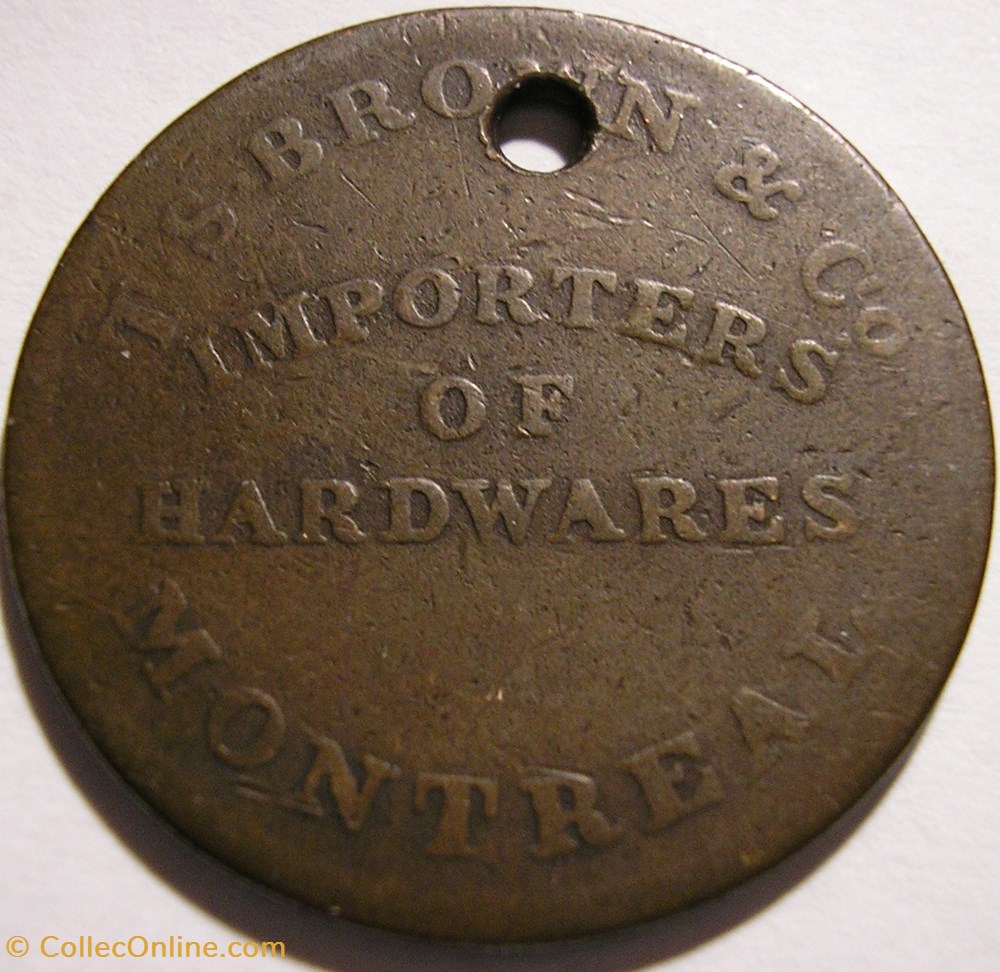 T S BROWN & Co
IMPORTERS
OF
HARDWARES
MONTREAL
© CollecOnline.com